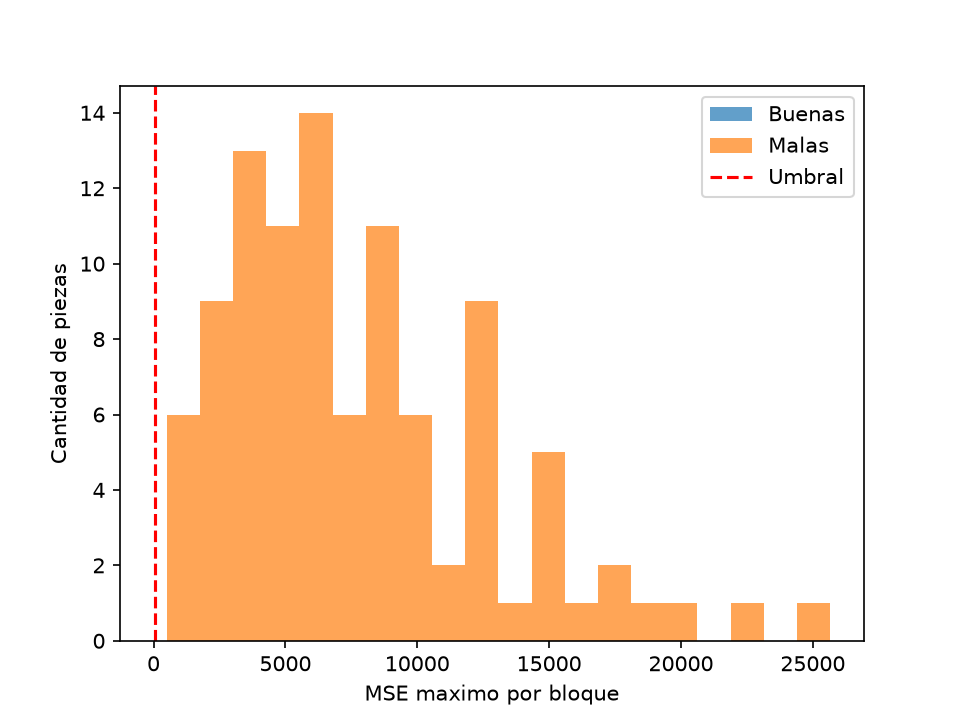 Buenas
Malas
Umbral
14
12
10
8
6
4
2
0
Cantidad de piezas
0 5000 10000 15000 20000 25000
MSE maximo por bloque